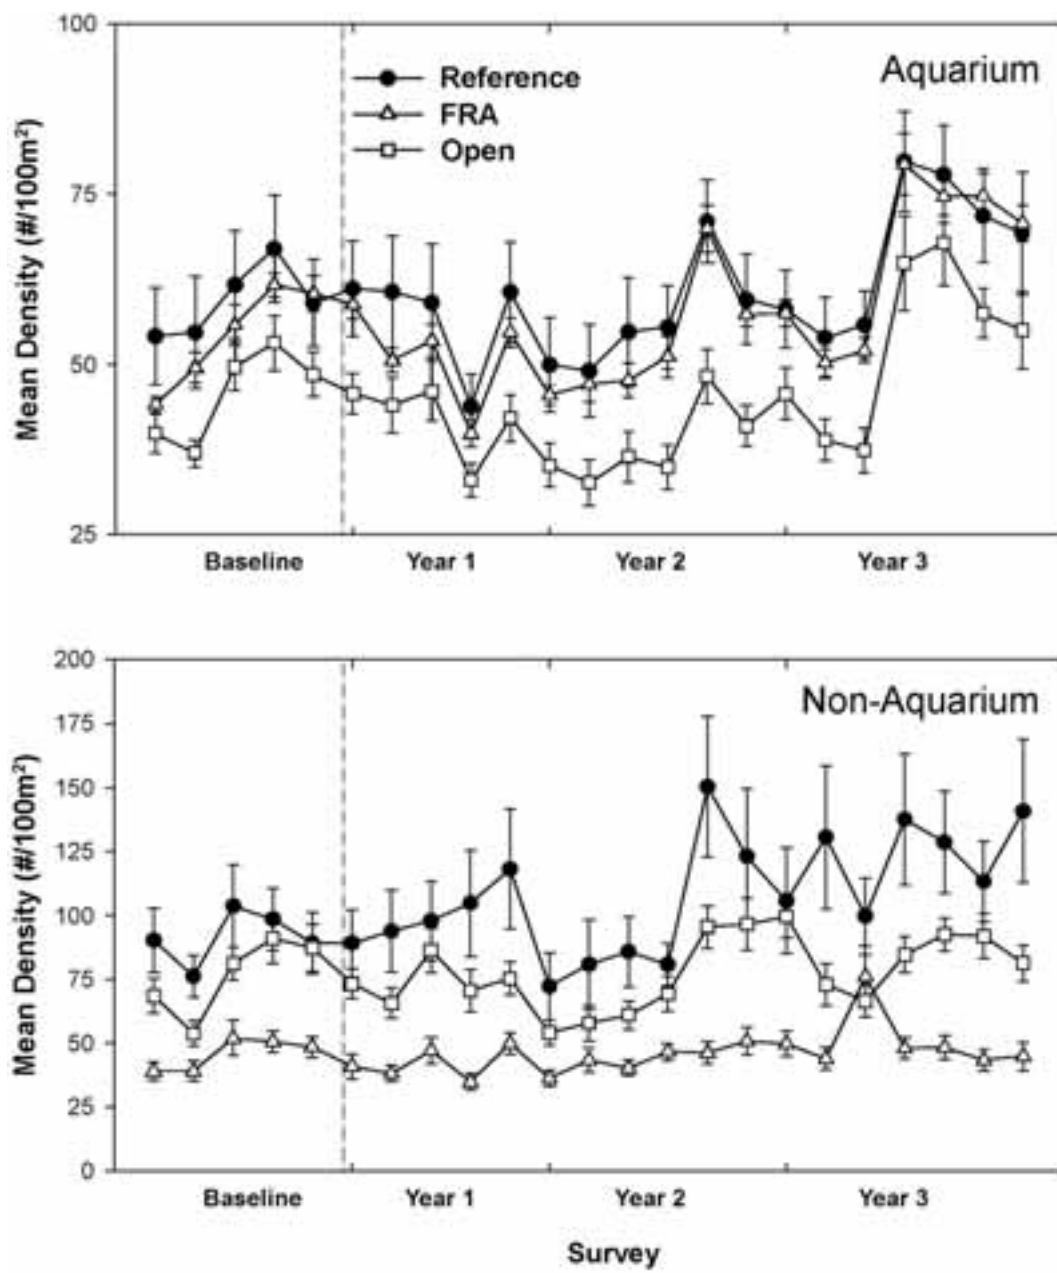 Aquarium
Reference
FRA
Open
Mean Density (#/100m²)
100
75
50
25
Baseline Year 1 Year 2 Year 3
Non-Aquarium
Mean Density (#/100m²)
200
175
150
125
100
75
50
25
0
Baseline Year 1 Year 2 Year 3
Survey